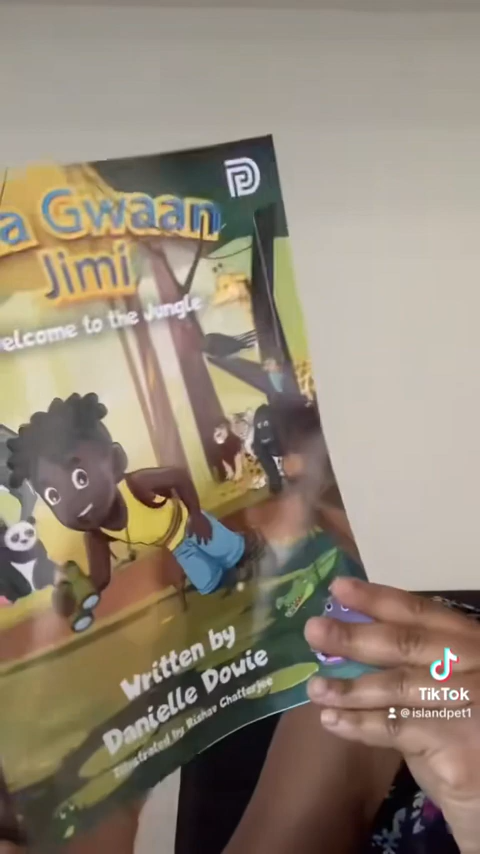 a Gwaan
Jimi
elcome to the Jungle
Written by
Danielle Dowie
Illustrated by Rishav Chatterjee
TikTok
@islandpet1